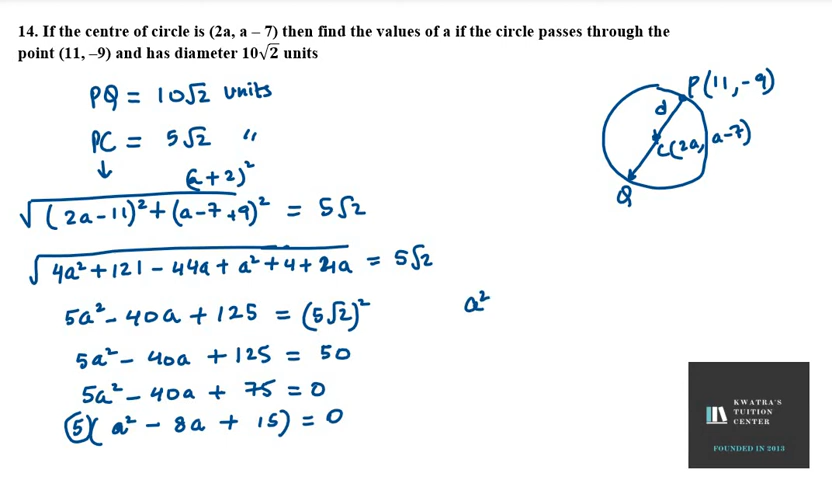 14. If the centre of circle is (2a, a – 7) then find the values of a if the circle passes through the
point (11, –9) and has diameter 10√2 units
PQ = 10√2 units
PC = 5√2 "
↓
(a+2)²
√(2a-11)²+(a-7+9)² = 5√2
√4a²+121-44a+a²+4+4a = 5√2
5a²-40a+125 = (5√2)²
5a²-40a+125 = 50
5a²-40a+75 = 0
5(a²-8a+15) = 0
a²
P(11,-9)
d
C(2a, a-7)
Q
KWATRA'S
TUITION
CENTER
FOUNDED IN 2013